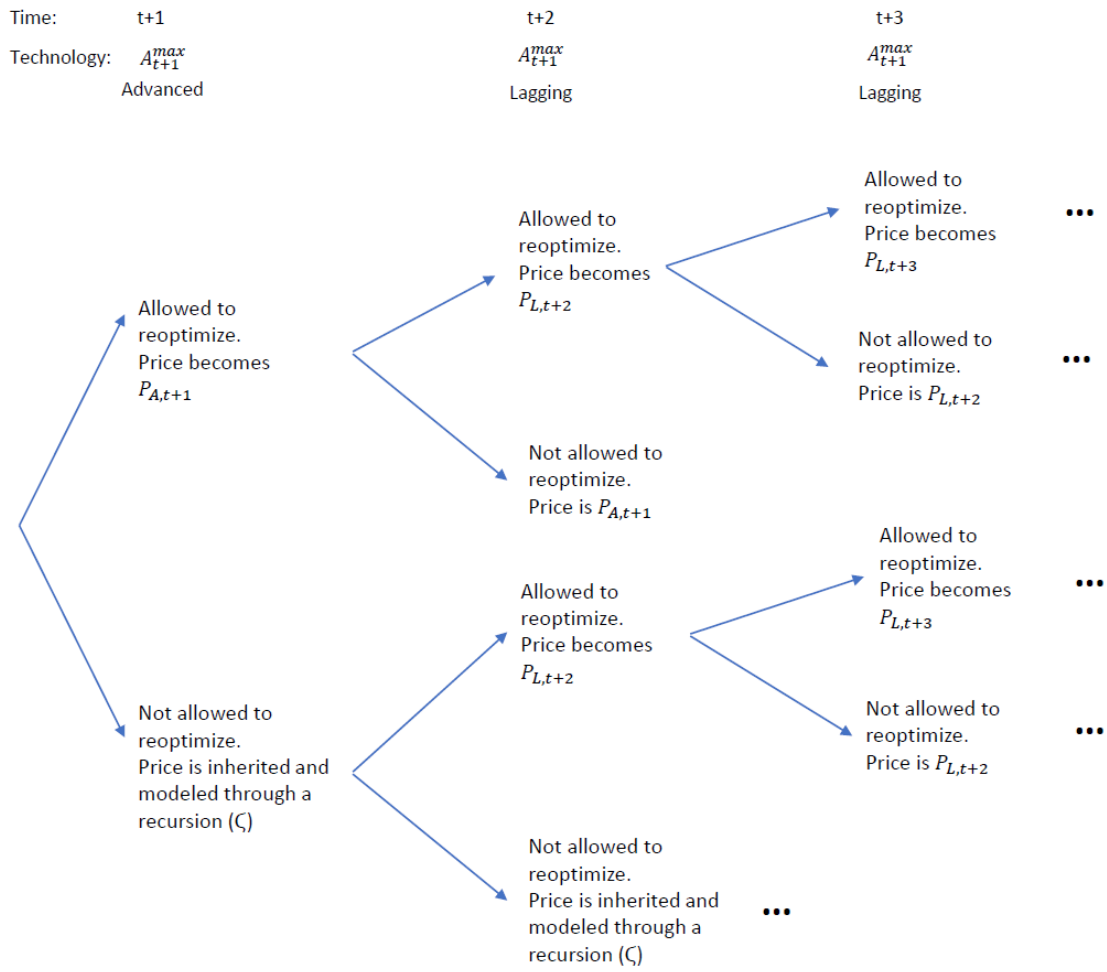 Time: t+1 t+2 t+3
Technology: A_{t+1}^{max} A_{t+1}^{max} A_{t+1}^{max}
Advanced Lagging Lagging
Allowed to
reoptimize.
Price becomes
P_{A,t+1}
Not allowed to
reoptimize.
Price is inherited and
modeled through a
recursion (ζ)
Allowed to
reoptimize.
Price becomes
P_{L,t+2}
Not allowed to
reoptimize.
Price is P_{A,t+1}
Allowed to
reoptimize.
Price becomes
P_{L,t+2}
Not allowed to
reoptimize.
Price is inherited and
modeled through a
recursion (ζ)
•••
Allowed to
reoptimize.
Price becomes
P_{L,t+3}
•••
Not allowed to
reoptimize.
Price is P_{L,t+2}
•••
Allowed to
reoptimize.
Price becomes
P_{L,t+3}
•••
Not allowed to
reoptimize.
Price is P_{L,t+2}
•••